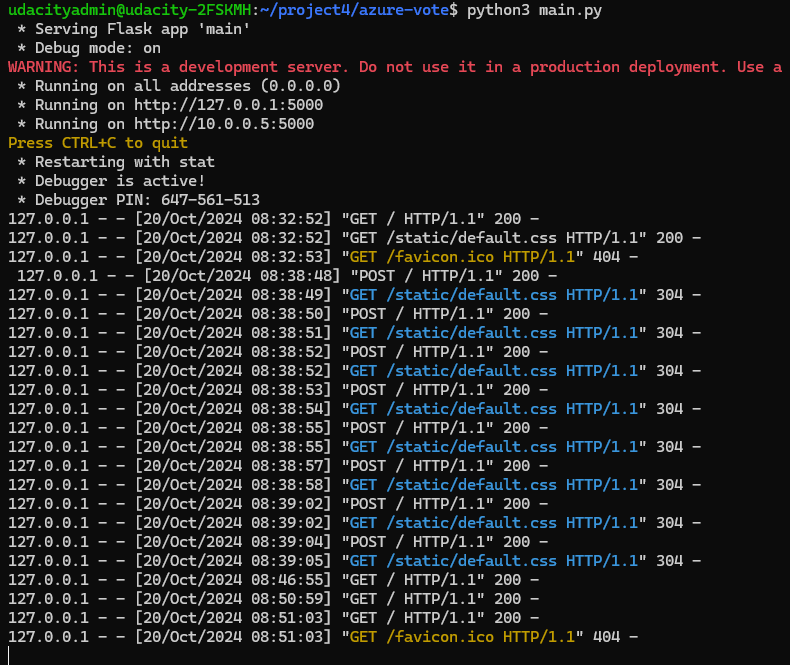 udacityadmin@udacity-2FSKMH:~/project4/azure-vote$ python3 main.py
 * Serving Flask app 'main'
 * Debug mode: on
WARNING: This is a development server. Do not use it in a production deployment. Use a
 * Running on all addresses (0.0.0.0)
 * Running on http://127.0.0.1:5000
 * Running on http://10.0.0.5:5000
Press CTRL+C to quit
 * Restarting with stat
 * Debugger is active!
 * Debugger PIN: 647-561-513
127.0.0.1 - - [20/Oct/2024 08:32:52] "GET / HTTP/1.1" 200 -
127.0.0.1 - - [20/Oct/2024 08:32:52] "GET /static/default.css HTTP/1.1" 200 -
127.0.0.1 - - [20/Oct/2024 08:32:53] "GET /favicon.ico HTTP/1.1" 404 -
 127.0.0.1 - - [20/Oct/2024 08:38:48] "POST / HTTP/1.1" 200 -
127.0.0.1 - - [20/Oct/2024 08:38:49] "GET /static/default.css HTTP/1.1" 304 -
127.0.0.1 - - [20/Oct/2024 08:38:50] "POST / HTTP/1.1" 200 -
127.0.0.1 - - [20/Oct/2024 08:38:51] "GET /static/default.css HTTP/1.1" 304 -
127.0.0.1 - - [20/Oct/2024 08:38:52] "POST / HTTP/1.1" 200 -
127.0.0.1 - - [20/Oct/2024 08:38:52] "GET /static/default.css HTTP/1.1" 304 -
127.0.0.1 - - [20/Oct/2024 08:38:53] "POST / HTTP/1.1" 200 -
127.0.0.1 - - [20/Oct/2024 08:38:54] "GET /static/default.css HTTP/1.1" 304 -
127.0.0.1 - - [20/Oct/2024 08:38:55] "POST / HTTP/1.1" 200 -
127.0.0.1 - - [20/Oct/2024 08:38:55] "GET /static/default.css HTTP/1.1" 304 -
127.0.0.1 - - [20/Oct/2024 08:38:57] "POST / HTTP/1.1" 200 -
127.0.0.1 - - [20/Oct/2024 08:38:58] "GET /static/default.css HTTP/1.1" 304 -
127.0.0.1 - - [20/Oct/2024 08:39:02] "POST / HTTP/1.1" 200 -
127.0.0.1 - - [20/Oct/2024 08:39:02] "GET /static/default.css HTTP/1.1" 304 -
127.0.0.1 - - [20/Oct/2024 08:39:04] "POST / HTTP/1.1" 200 -
127.0.0.1 - - [20/Oct/2024 08:39:05] "GET /static/default.css HTTP/1.1" 304 -
127.0.0.1 - - [20/Oct/2024 08:46:55] "GET / HTTP/1.1" 200 -
127.0.0.1 - - [20/Oct/2024 08:50:59] "GET / HTTP/1.1" 200 -
127.0.0.1 - - [20/Oct/2024 08:51:03] "GET / HTTP/1.1" 200 -
127.0.0.1 - - [20/Oct/2024 08:51:03] "GET /favicon.ico HTTP/1.1" 404 -